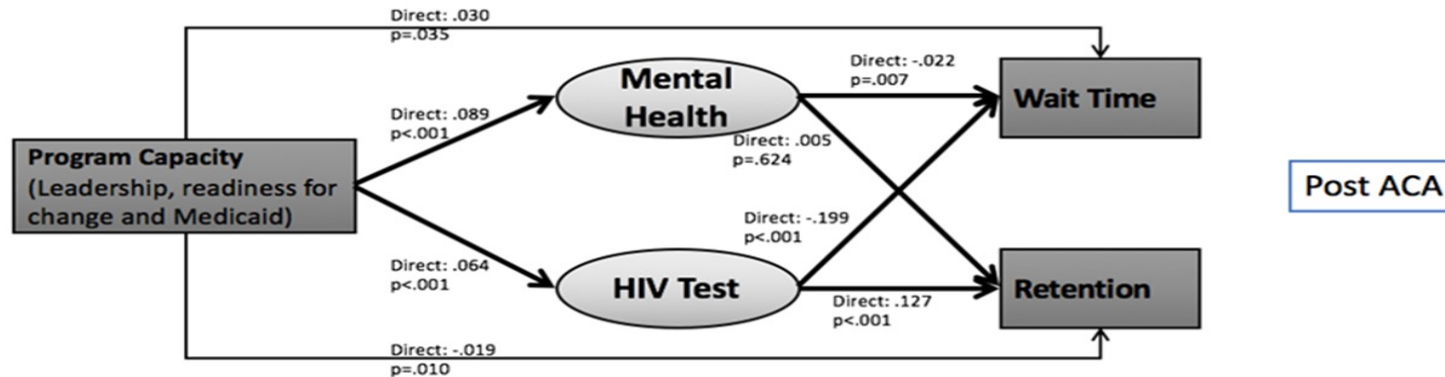 Direct: .030
p=.035
Mental
Health
Direct: -.022
p=.007
Wait Time
Direct: .089
p<.001
Direct: .005
p=.624
Program Capacity
(Leadership, readiness for
change and Medicaid)
Post ACA
Direct: -.199
p<.001
Direct: .064
p<.001
HIV Test
Direct: .127
p<.001
Retention
Direct: -.019
p=.010